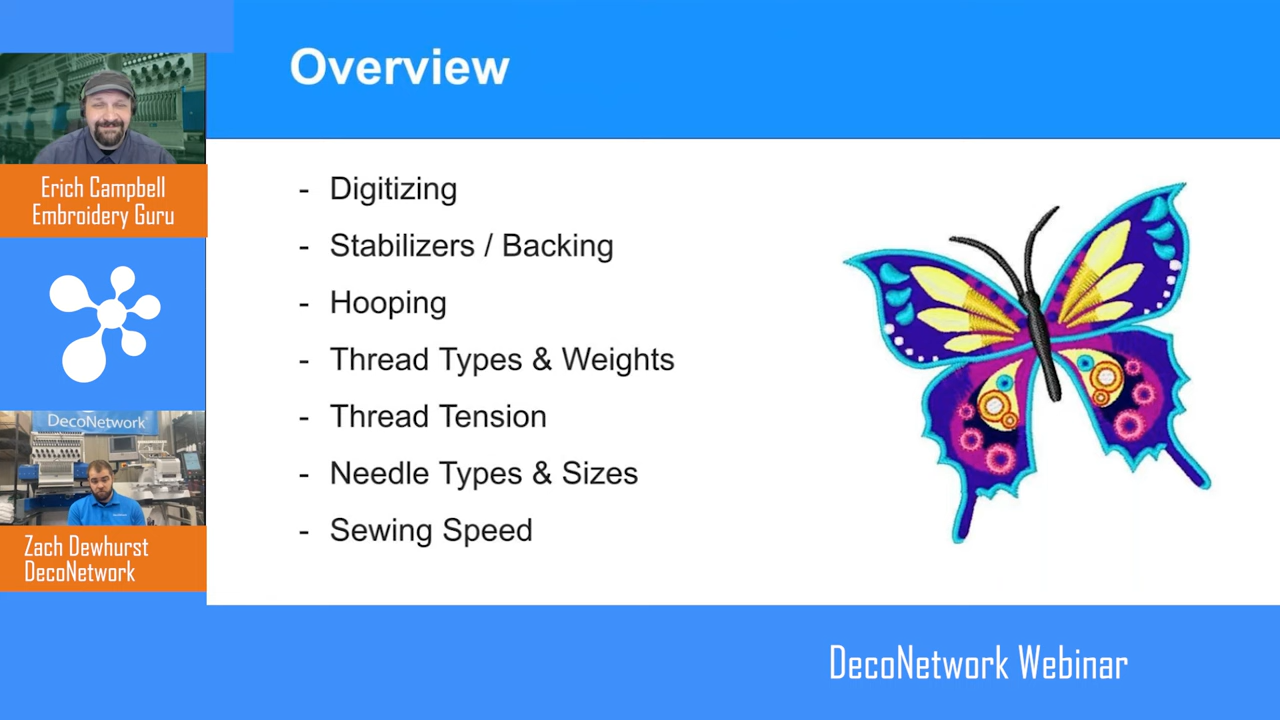 Overview
Erich Campbell
Embroidery Guru
DecoNetwork
Zach Dewhurst
DecoNetwork
- Digitizing
- Stabilizers / Backing
- Hooping
- Thread Types & Weights
- Thread Tension
- Needle Types & Sizes
- Sewing Speed
DecoNetwork Webinar